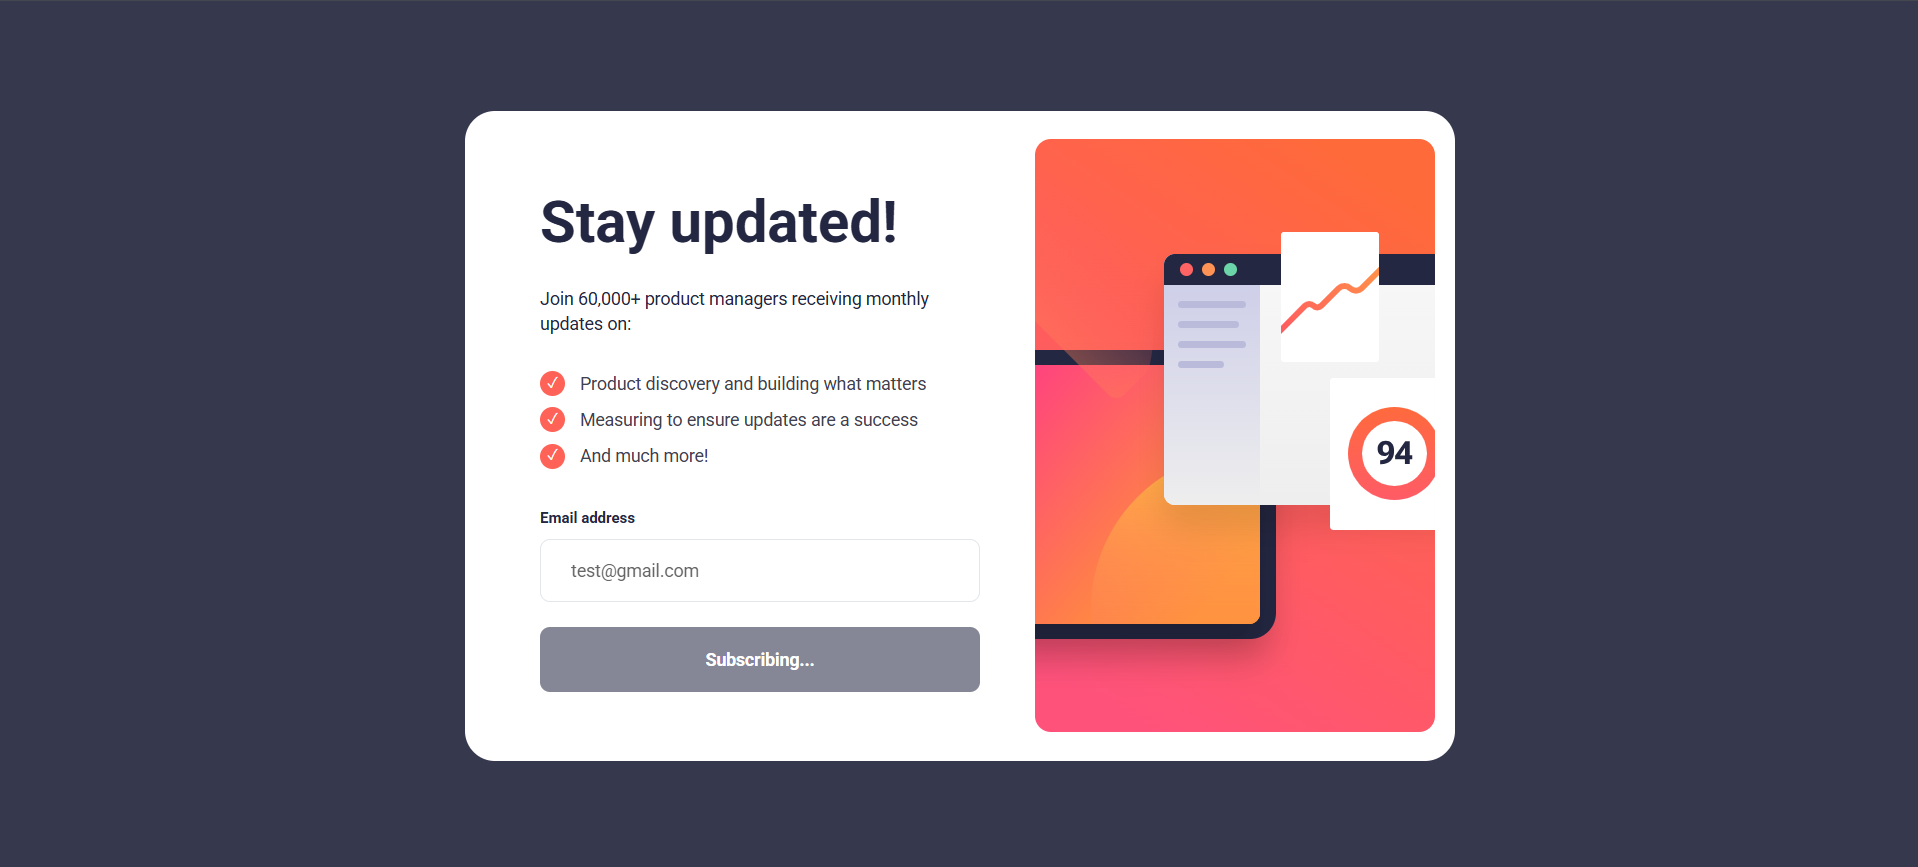 Stay updated!
Join 60,000+ product managers receiving monthly
updates on:
Product discovery and building what matters
Measuring to ensure updates are a success
And much more!
Email address
test@gmail.com
Subscribing...
94